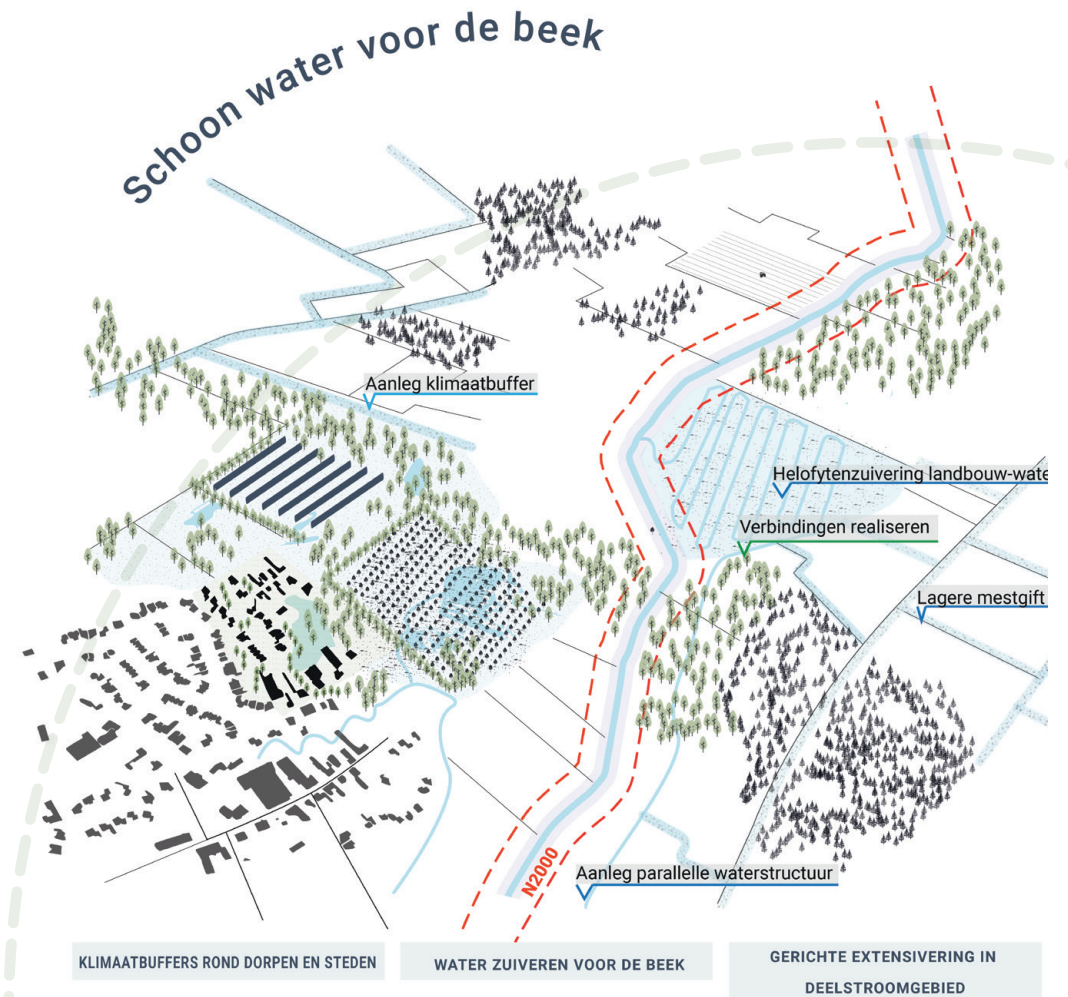 Schoon water voor de beek
Aanleg klimaatbuffer
Helofytenzuivering landbouw-wate
Verbindingen realiseren
Lagere mestgift
N2000
Aanleg parallelle waterstructuur
KLIMAATBUFFERS ROND DORPEN EN STEDEN
WATER ZUIVEREN VOOR DE BEEK
GERICHTE EXTENSIVERING IN
DEELSTROOMGEBIED